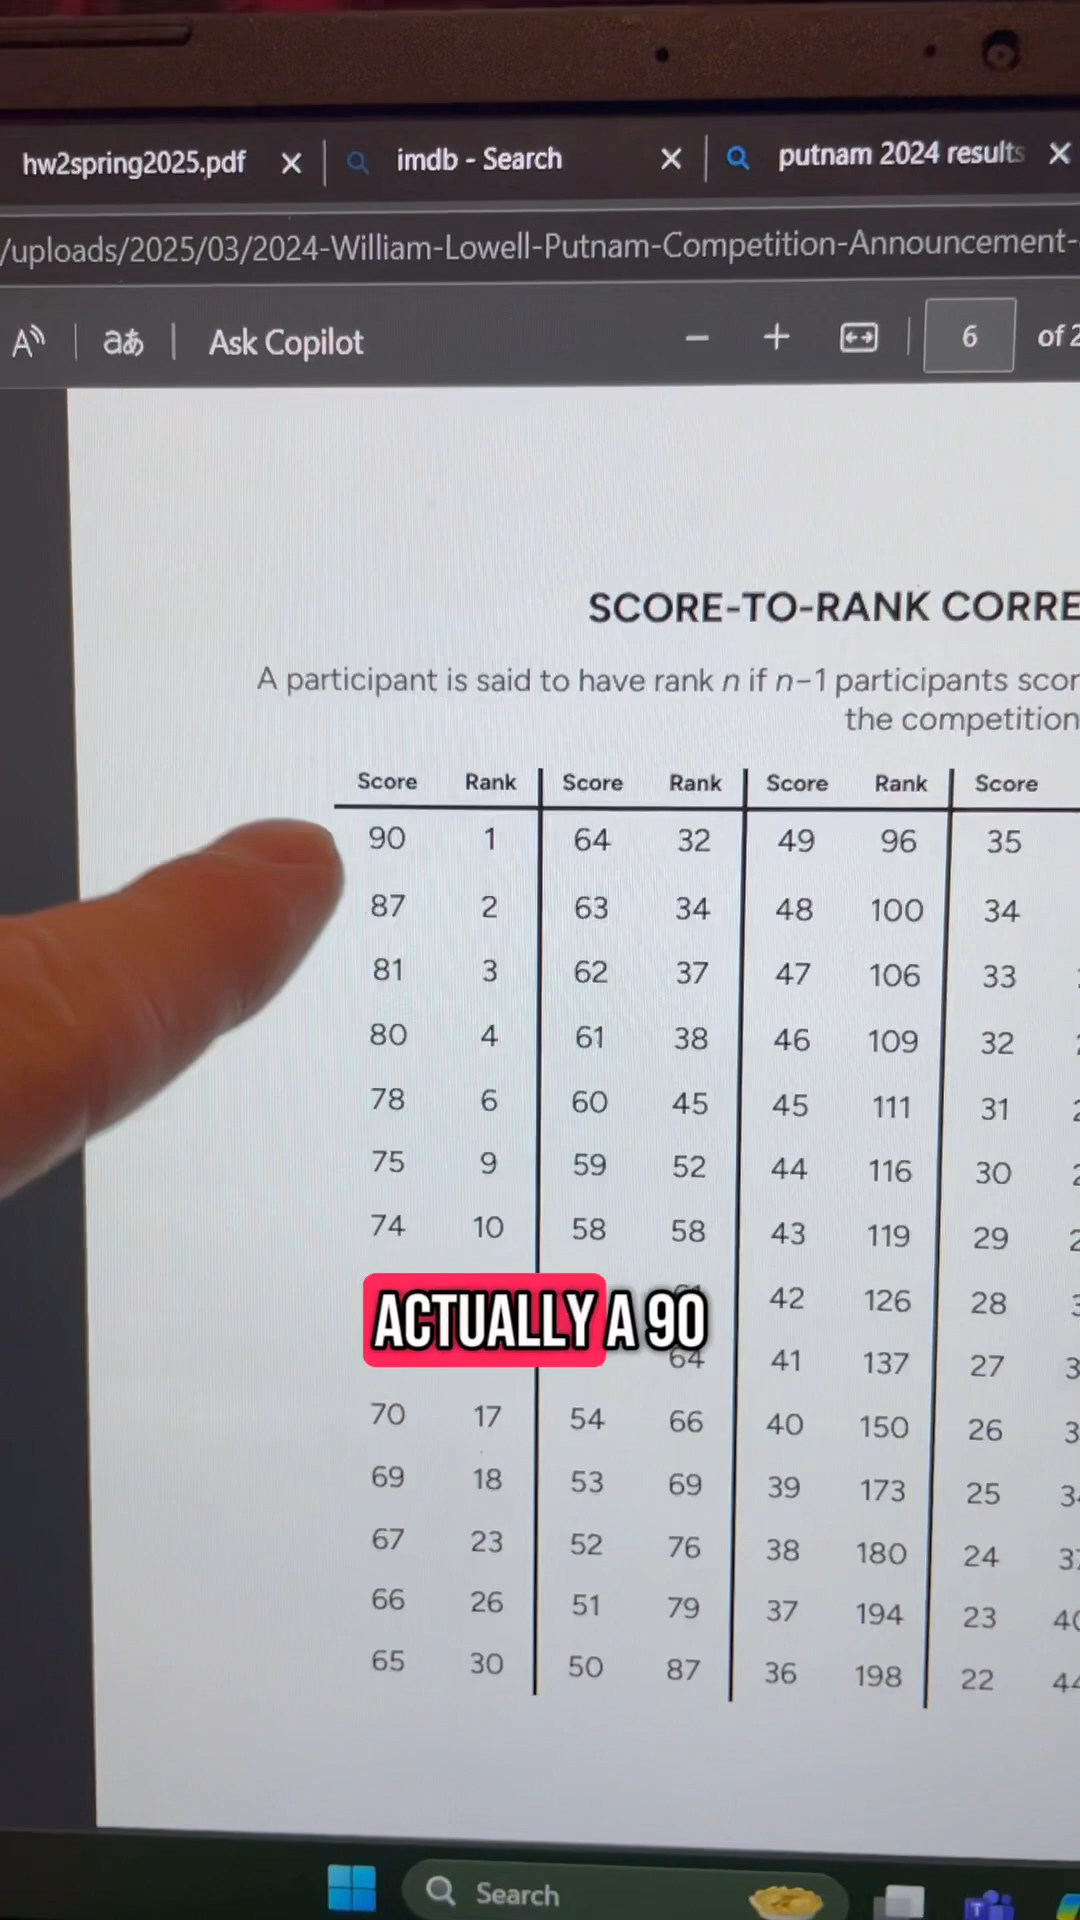 hw2spring2025.pdf
imdb - Search
putnam 2024 results
/uploads/2025/03/2024-William-Lowell-Putnam-Competition-Announcement-
A
aあ
Ask Copilot
6
of 2
SCORE-TO-RANK CORRE
A participant is said to have rank n if n-1 participants scor
the competition
Score Rank Score Rank Score Rank Score
90 1 64 32 49 96 35
87 2 63 34 48 100 34
81 3 62 37 47 106 33
80 4 61 38 46 109 32
78 6 60 45 45 111 31
75 9 59 52 44 116 30
74 10 58 58 43 119 29
42 126 28
ACTUALLY A 90
64 41 137 27
70 17 54 66 40 150 26
69 18 53 69 39 173 25
67 23 52 76 38 180 24
66 26 51 79 37 194 23
65 30 50 87 36 198 22
Search